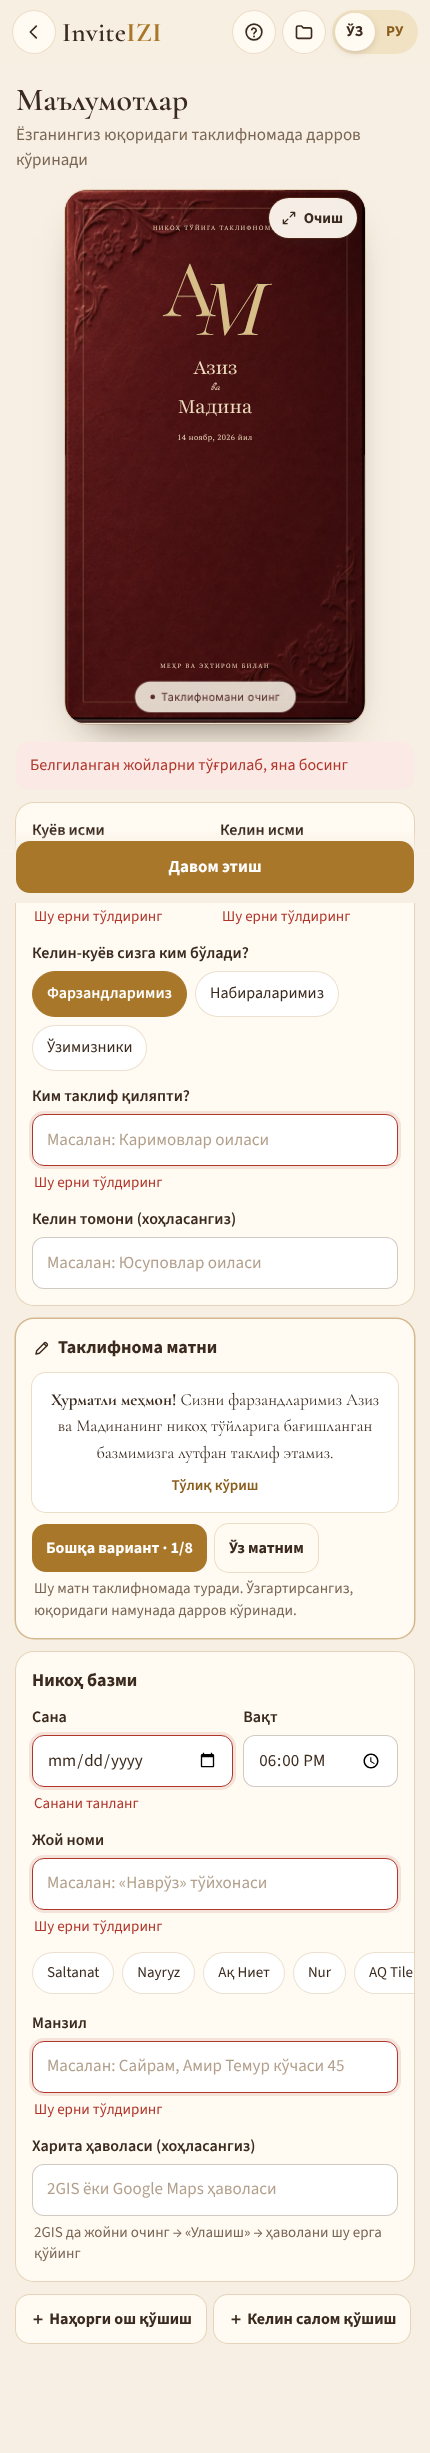 InviteIZI
ЎЗ
РУ
Маълумотлар
Ёзганингиз юқоридаги таклифномада дарров
кўринади
НИКОҲ ТЎЙИГА ТАКЛИФНОМ
Очиш
АМ
Азиз
ва
Мадина
14 ноябр, 2026 йил
МЕҲР ВА ЭҲТИРОМ БИЛАН
Таклифномани очинг
Белгиланган жойларни тўғрилаб, яна босинг
Куёв исми
Келин исми
Давом этиш
Шу ерни тўлдиринг
Шу ерни тўлдиринг
Келин-куёв сизга ким бўлади?
Фарзандларимиз
Набираларимиз
Ўзимизники
Ким таклиф қиляпти?
Масалан: Каримовлар оиласи
Шу ерни тўлдиринг
Келин томони (хоҳласангиз)
Масалан: Юсуповлар оиласи
Таклифнома матни
Ҳурматли меҳмон! Сизни фарзандларимиз Азиз
ва Мадинанинг никоҳ тўйларига бағишланган
базмимизга лутфан таклиф этамиз.
Тўлиқ кўриш
Бошқа вариант · 1/8
Ўз матним
Шу матн таклифномада туради. Ўзгартирсангиз,
юқоридаги намунада дарров кўринади.
Никоҳ базми
Сана
Вақт
mm/dd/yyyy
06:00 PM
Санани танланг
Жой номи
Масалан: «Наврўз» тўйхонаси
Шу ерни тўлдиринг
Saltanat
Nayryz
Ақ Ниет
Nur
AQ Tile
Манзил
Масалан: Сайрам, Амир Темур кўчаси 45
Шу ерни тўлдиринг
Харита ҳаволаси (хоҳласангиз)
2GIS ёки Google Maps ҳаволаси
2GIS да жойни очинг → «Улашиш» → ҳаволани шу ерга
қўйинг
+ Наҳорги ош қўшиш
+ Келин салом қўшиш